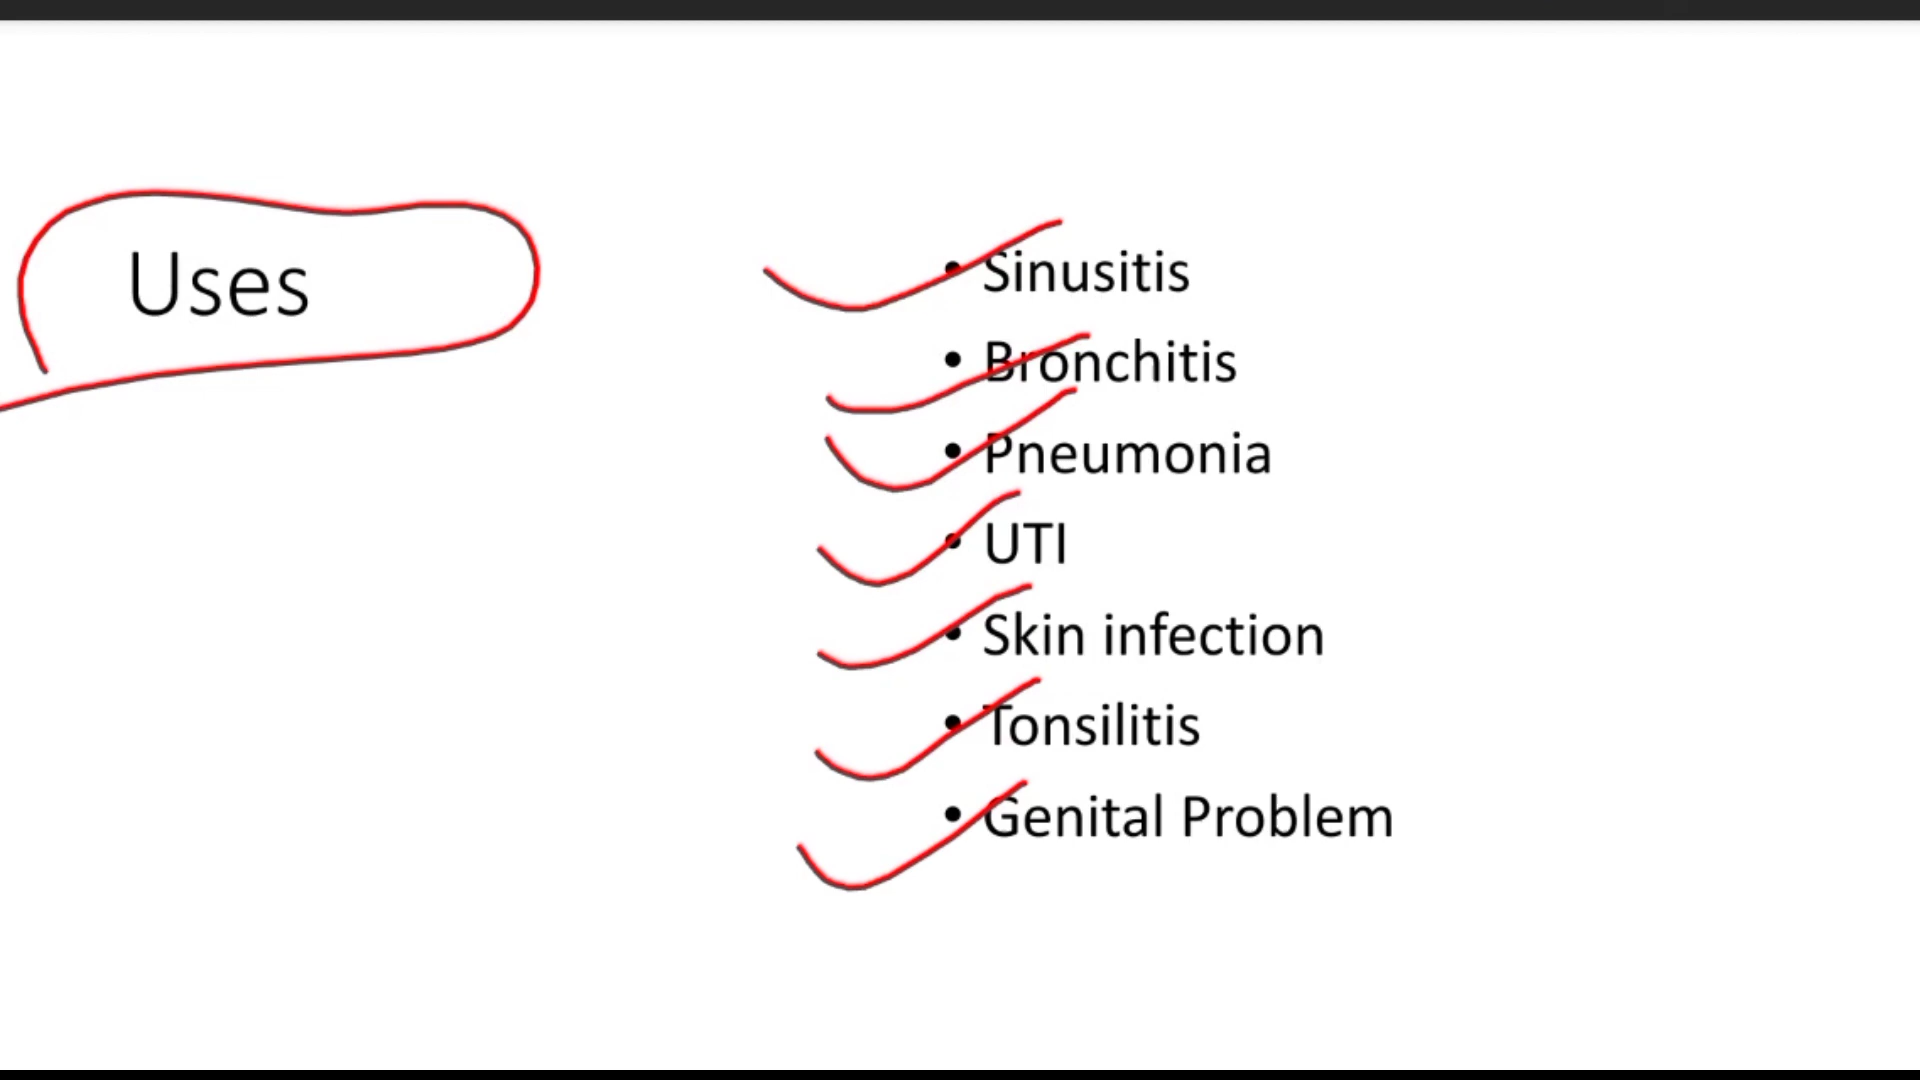 Uses
• Sinusitis
• Bronchitis
• Pneumonia
• UTI
• Skin infection
• Tonsilitis
• Genital Problem